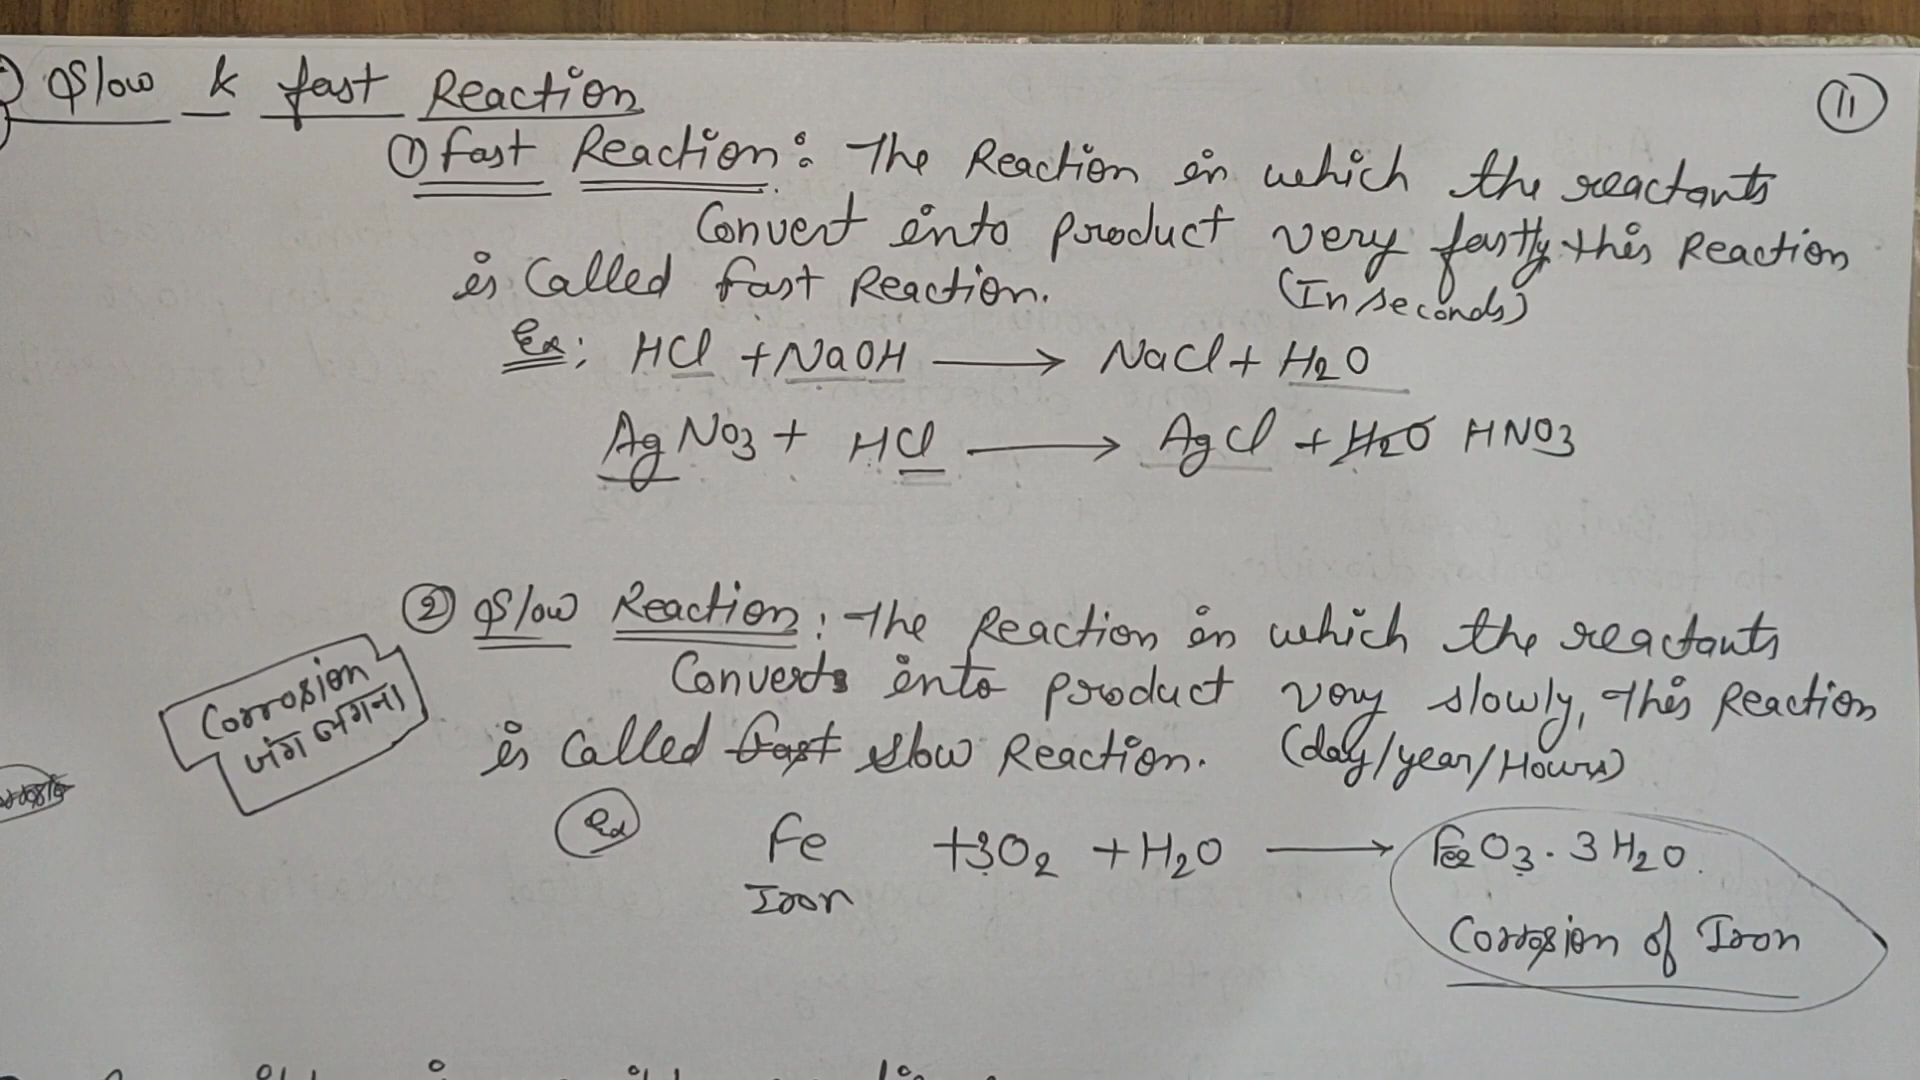 Slow & fast Reaction
11
① fast Reaction: The Reaction in which the reactants
Convert into product very fastly, this Reaction
is Called fast Reaction. (In seconds)
Ex: HCl + NaOH → NaCl + H2O
AgNO3 + HCl → AgCl + H2O HNO3
② Slow Reaction: The Reaction in which the reactants
Converts into product very slowly, this Reaction
is Called fast slow Reaction. (day/year/Hours)
Corrosion
जंग लगना
Ex Fe +3O2 + H2O → Fe2O3 . 3H2O.
Iron
Corrosion of Iron